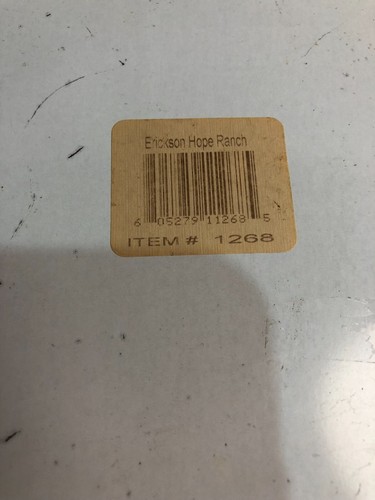 Erickson Hope Ranch
6 05279 11268 5
ITEM # 1268